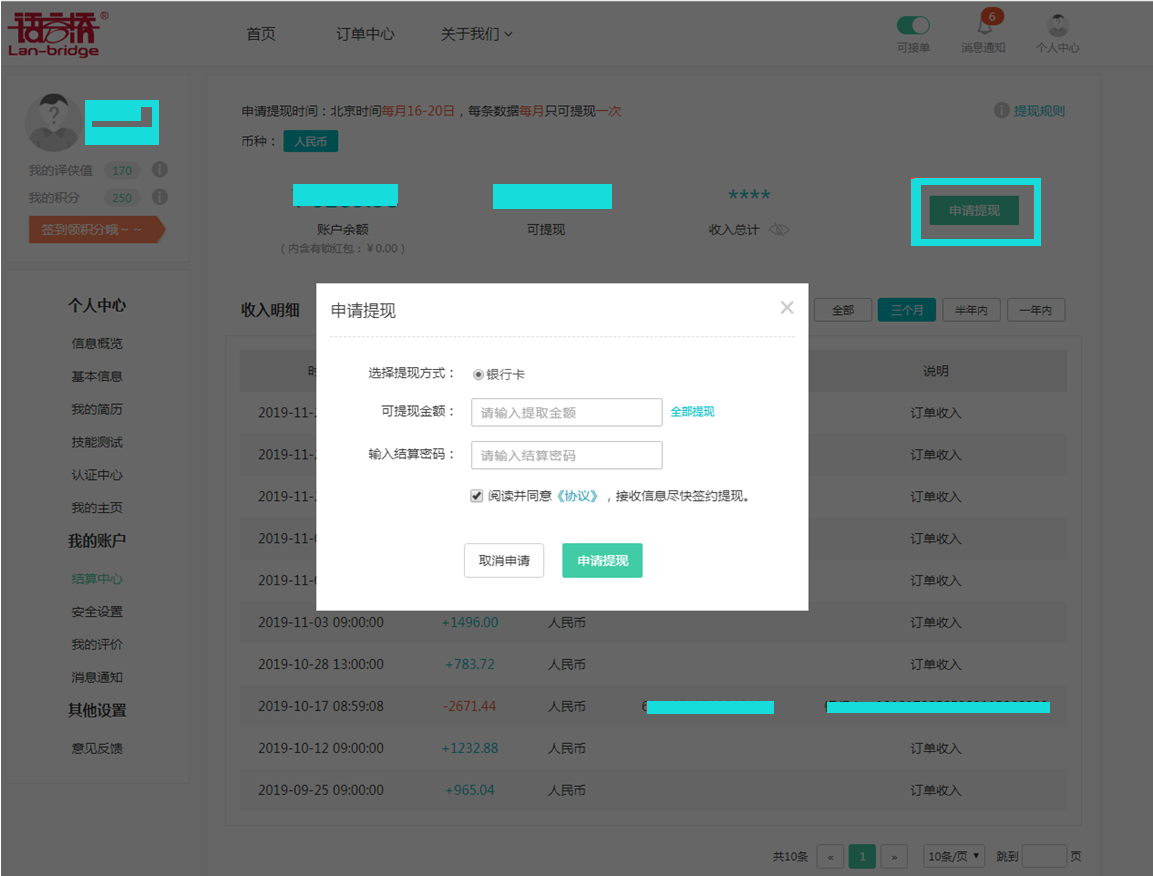 语言桥®
Lan-bridge
首页
订单中心
关于我们
可接单
6
消息通知
个人中心
?
我的译侠值 170
我的积分 250
签到领积分哦~ ~
个人中心
信息概览
基本信息
我的简历
技能测试
认证中心
我的主页
我的账户
结算中心
安全设置
我的评价
消息通知
其他设置
意见反馈
申请提现时间：北京时间每月16-20日，每条数据每月只可提现一次
提现规则
币种： 人民币
账户余额
（内含有锁红包：￥0.00 ）
可提现
****
收入总计
申请提现
收入明细
全部 三个月 半年内 一年内
申请提现
×
选择提现方式： 银行卡
可提现金额： 请输入提取金额 全部提现
输入结算密码： 请输入结算密码
阅读并同意《协议》，接收信息尽快签约提现。
取消申请 申请提现
说明
2019-11- 订单收入
2019-11- 订单收入
2019-11- 订单收入
2019-11- 订单收入
2019-11- 订单收入
2019-11-03 09:00:00 +1496.00 人民币 订单收入
2019-10-28 13:00:00 +783.72 人民币 订单收入
2019-10-17 08:59:08 -2671.44 人民币
2019-10-12 09:00:00 +1232.88 人民币 订单收入
2019-09-25 09:00:00 +965.04 人民币 订单收入
共10条 « 1 » 10条/页 跳到 页